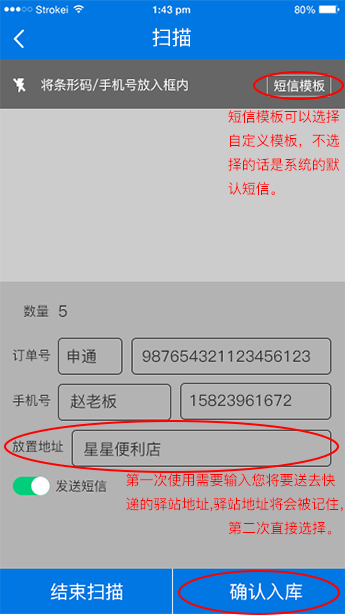 Strokei 1:43 pm 80%
扫描
将条形码/手机号放入框内 短信模板
短信模板可以选择
自定义模板，不选
择的话是系统的默
认短信。
数量 5
订单号 申通 987654321123456123
手机号 赵老板 15823961672
放置地址 星星便利店
发送短信
第一次使用需要输入您将要送去快
递的驿站地址,驿站地址将会被记住,
第二次直接选择。
结束扫描 确认入库